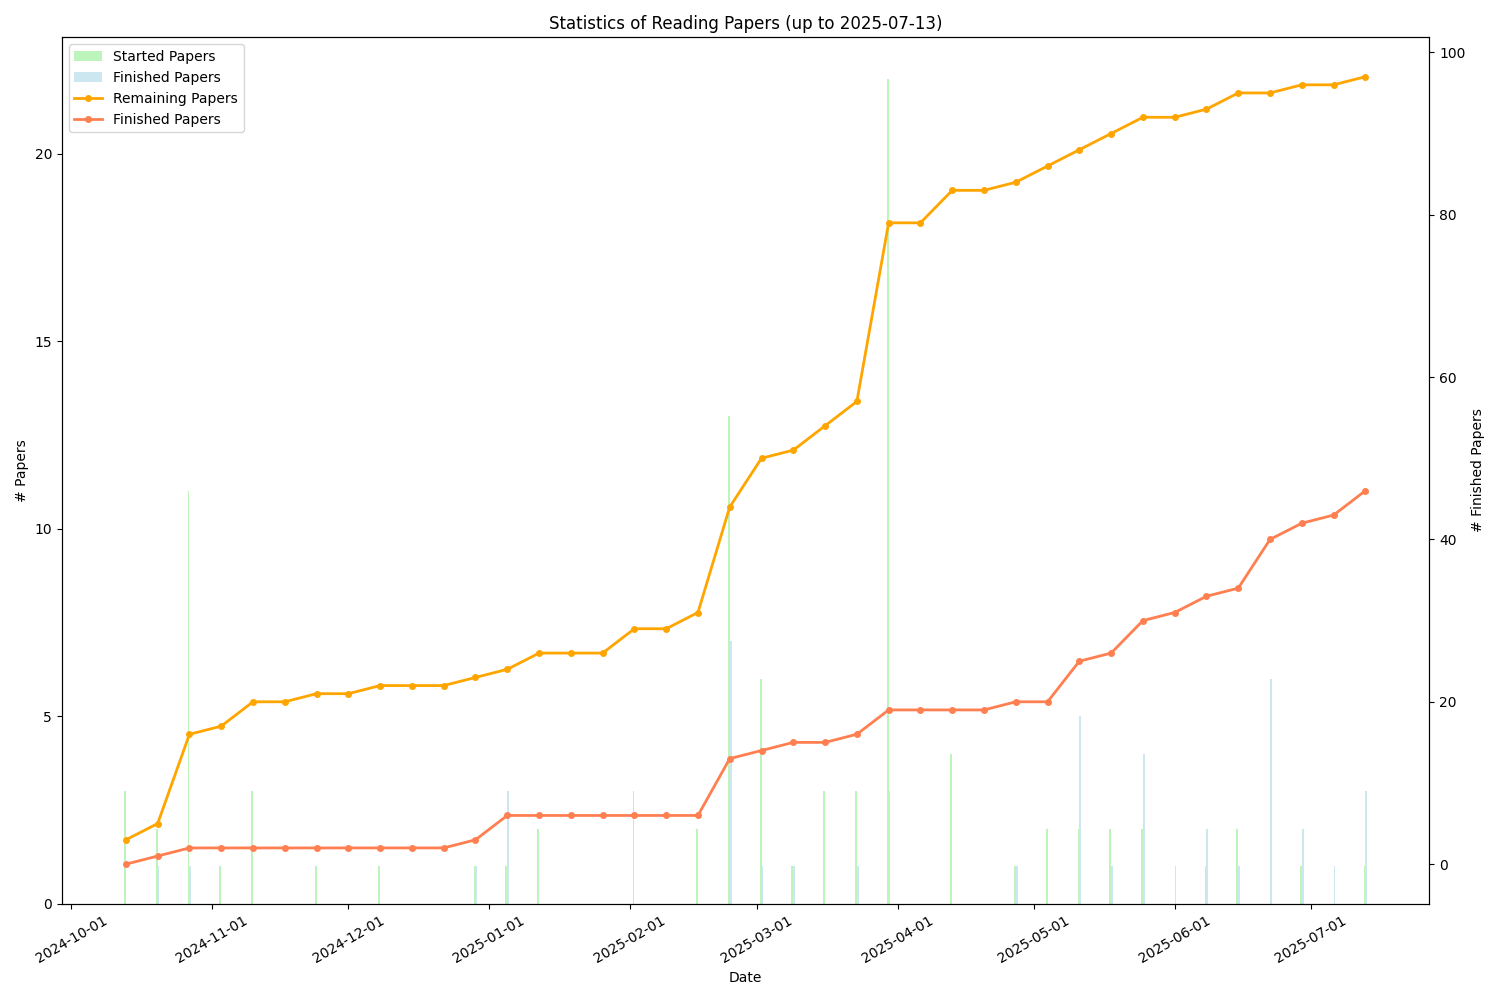 Statistics of Reading Papers (up to 2025-07-13)
Started Papers
Finished Papers
Remaining Papers
Finished Papers
# Papers
20
15
10
5
0
# Finished Papers
100
80
60
40
20
0
2024-10-01
2024-11-01
2024-12-01
2025-01-01
2025-02-01
2025-03-01
2025-04-01
2025-05-01
2025-06-01
2025-07-01
Date